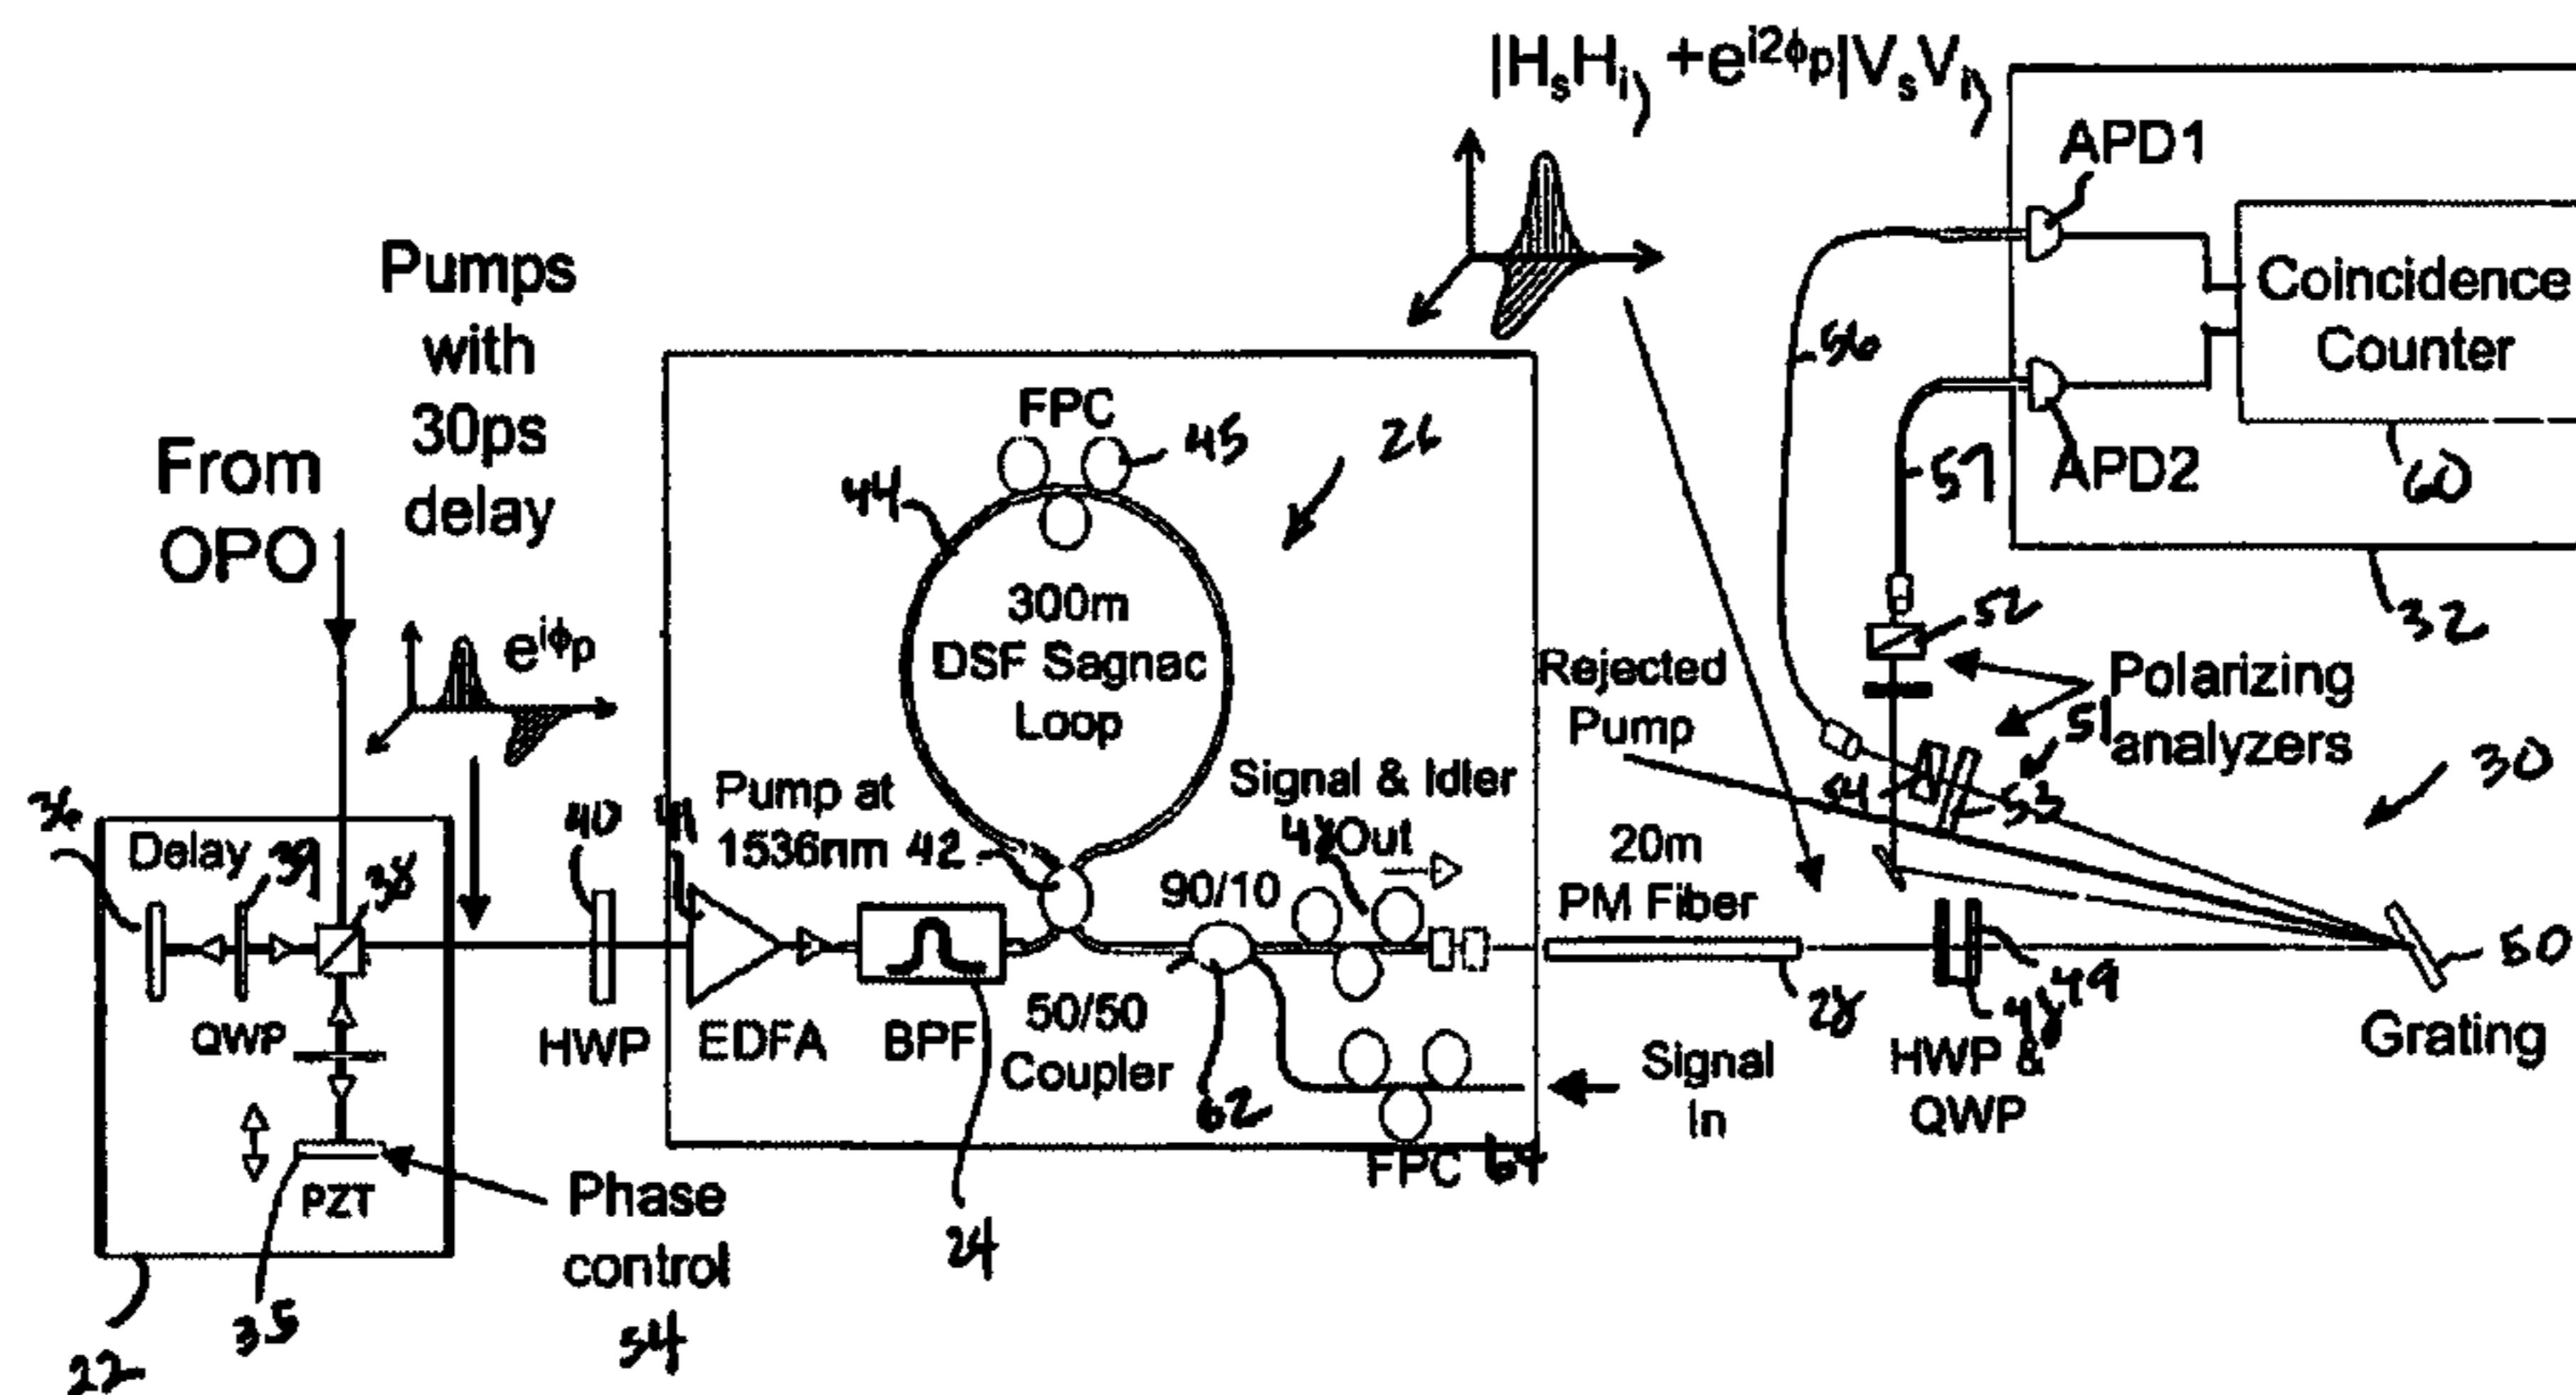 |HsHi⟩ +e^i2ϕp|VsVi⟩
APD1
Coincidence
Counter
56
57
APD2
60
32
Pumps
with
30ps
delay
From
OPO
e^iϕp
FPC
45
26
44
300m
DSF Sagnac
Loop
52
Polarizing
analyzers
51
54
53
30
Rejected
Pump
36
Delay
39
38
40
41
Pump at
1536nm
42
Signal & Idler
48 Out
90/10
20m
PM Fiber
QWP
HWP
EDFA
BPF
50/50
Coupler
62
Signal
In
28
49
48
HWP &
QWP
50
Grating
PZT
Phase
control
54
35
22
24
FPC
64